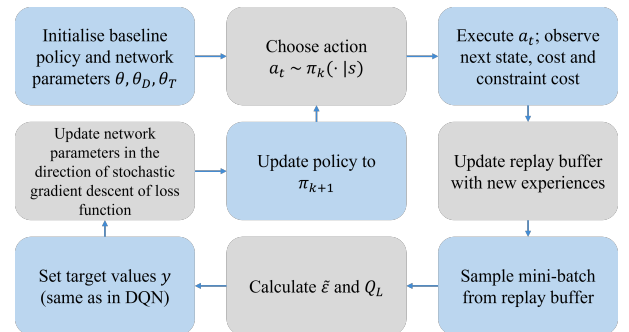 Initialise baseline
policy and network
parameters θ, θ_D, θ_T
Choose action
a_t ~ π_k(· |s)
Execute a_t; observe
next state, cost and
constraint cost
Update network
parameters in the
direction of stochastic
gradient descent of loss
function
Update policy to
π_{k+1}
Update replay buffer
with new experiences
Set target values y
(same as in DQN)
Calculate ε̃ and Q_L
Sample mini-batch
from replay buffer